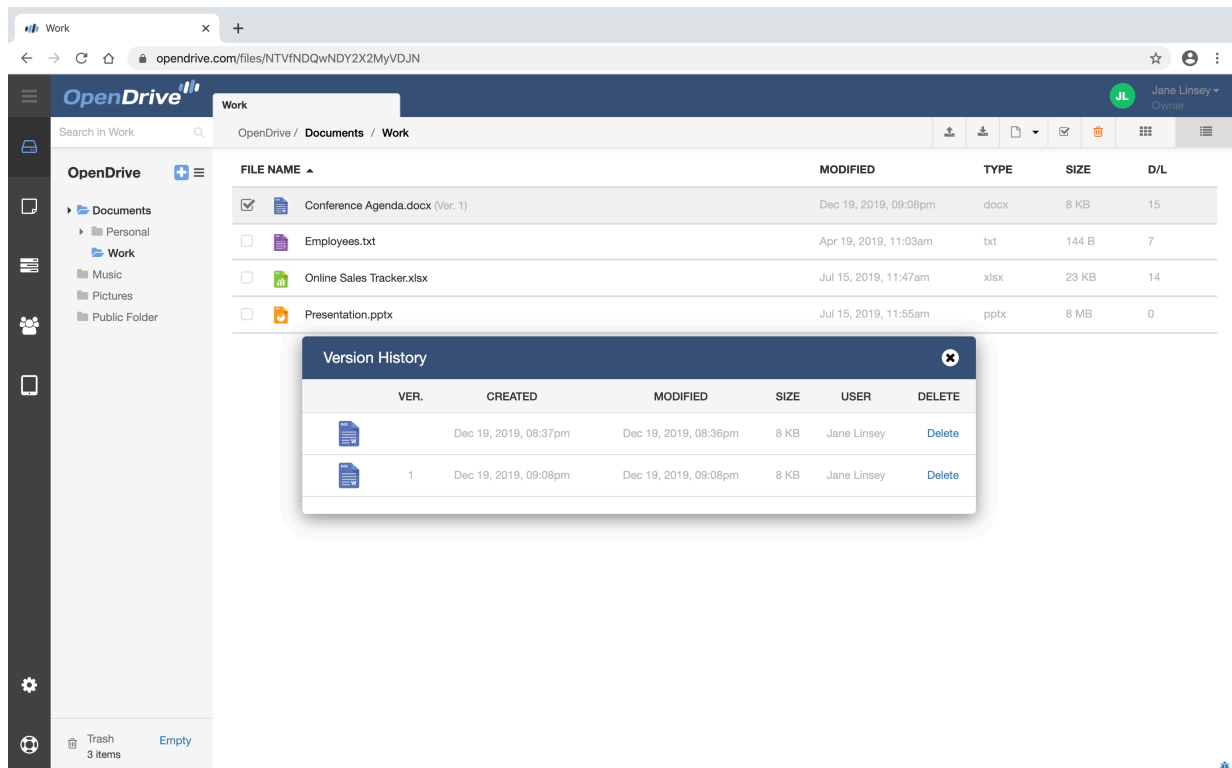 Work
opendrive.com/files/NTVfNDQwNDY2X2MyVDJN
OpenDrive
Work
JL
Jane Linsey
Owner
Search in Work
OpenDrive / Documents / Work
OpenDrive
Documents
Personal
Work
Music
Pictures
Public Folder
FILE NAME MODIFIED TYPE SIZE D/L
Conference Agenda.docx (Ver. 1) Dec 19, 2019, 09:08pm docx 8 KB 15
Employees.txt Apr 19, 2019, 11:03am txt 144 B 7
Online Sales Tracker.xlsx Jul 15, 2019, 11:47am xlsx 23 KB 14
Presentation.pptx Jul 15, 2019, 11:55am pptx 8 MB 0
Version History
VER. CREATED MODIFIED SIZE USER DELETE
DOC W Dec 19, 2019, 08:37pm Dec 19, 2019, 08:36pm 8 KB Jane Linsey Delete
DOC W 1 Dec 19, 2019, 09:08pm Dec 19, 2019, 09:08pm 8 KB Jane Linsey Delete
Trash Empty
3 items